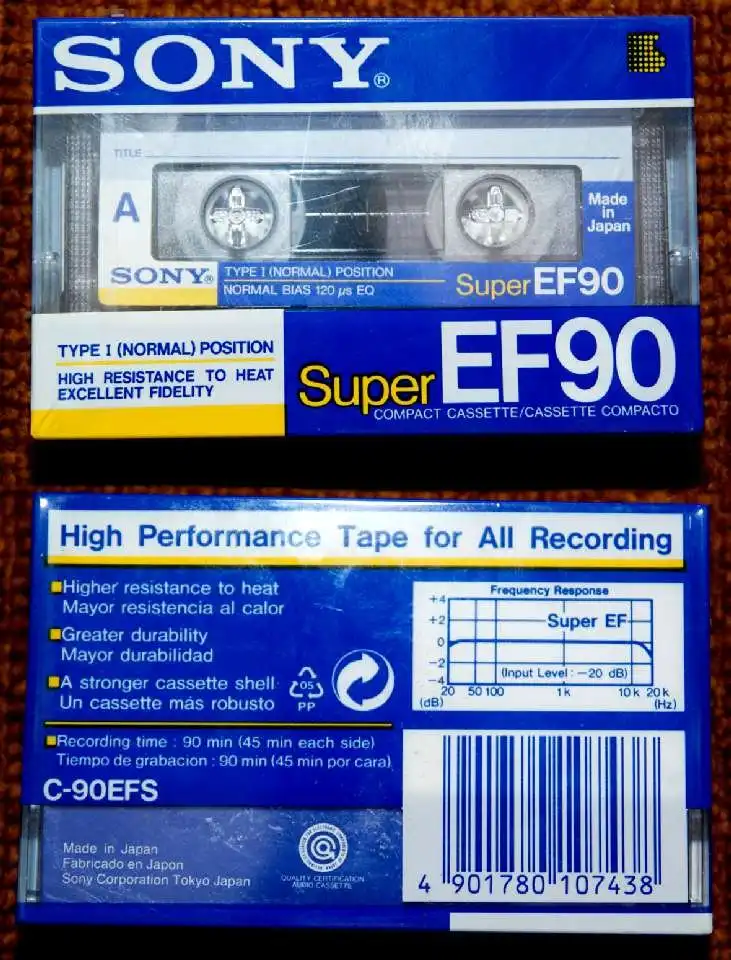 SONY®
TITLE
A
Made
in
Japan
SONY®
TYPE I (NORMAL) POSITION
NORMAL BIAS 120 μs EQ
Super EF90
TYPE I (NORMAL) POSITION
HIGH RESISTANCE TO HEAT
EXCELLENT FIDELITY
Super EF90
COMPACT CASSETTE/CASSETTE COMPACTO
High Performance Tape for All Recording
Higher resistance to heat
Mayor resistencia al calor
Greater durability
Mayor durabilidad
A stronger cassette shell
Un cassette más robusto
05
PP
Recording time : 90 min (45 min each side)
Tiempo de grabacion : 90 min (45 min por cara)
C-90EFS
Frequency Response
+4
+2
0
−2
−4
(dB)
Super EF
(Input Level : −20 dB)
20 50 100 1k 10k 20k
(Hz)
Made in Japan
Fabricado en Japon
Sony Corporation Tokyo Japan
QUALITY CERTIFICATION
AUDIO CASSETTE
4 901780 107438